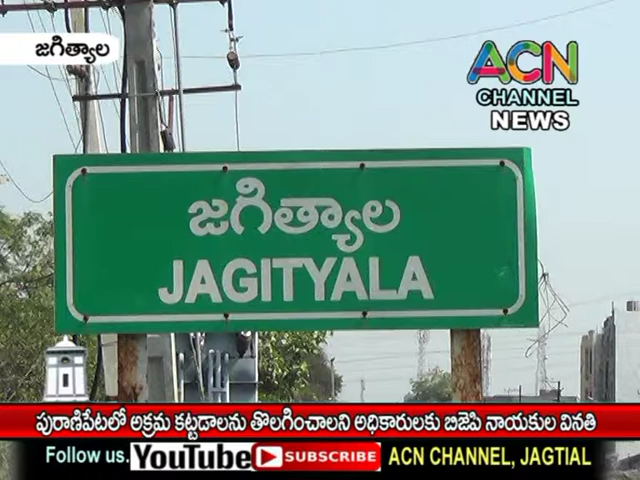 జగిత్యాల
ACN
CHANNEL
NEWS
జగిత్యాల
JAGITYALA
పురాణిపేటలో అక్రమ కట్టడాలను తొలగించాలని అధికారులకు బిజెపి నాయకుల వినతి
Follow us. YouTube SUBSCRIBE ACN CHANNEL, JAGTIAL